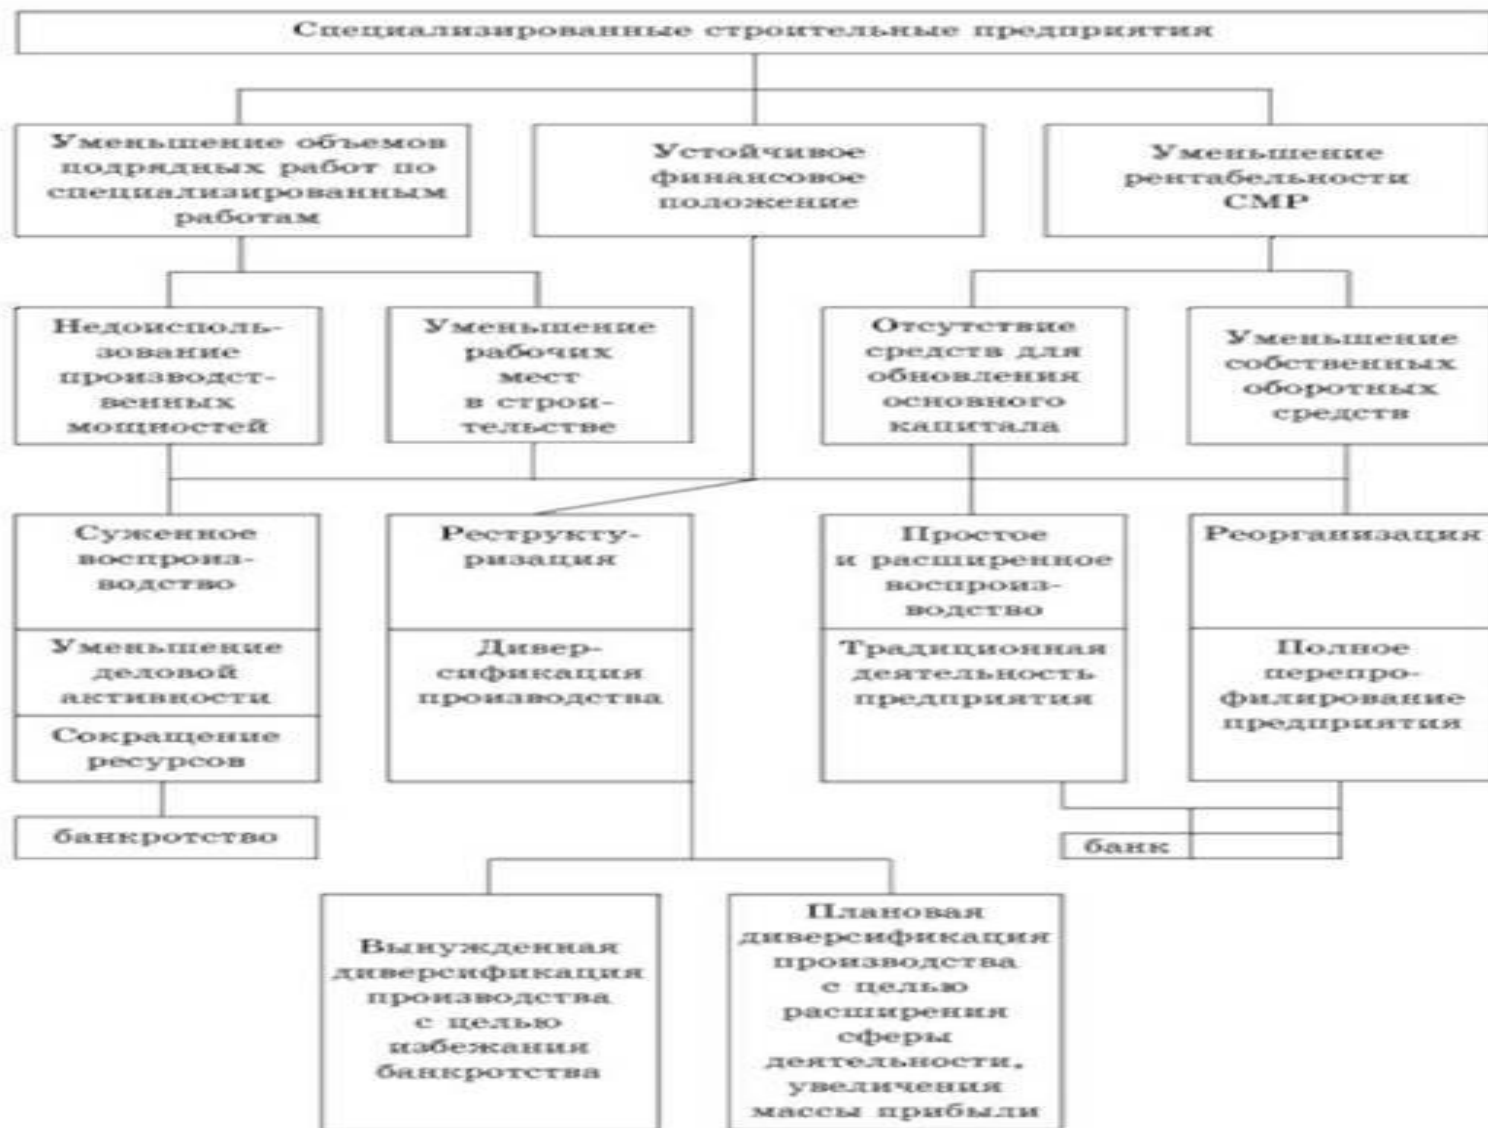 Специализированные строительные предприятия
Уменьшение объемов
подрядных работ по
специализированным
работам
Устойчивое
финансовое
положение
Уменьшение
рентабельности
СМР
Недоисполь-
зование
производст-
венных
мощностей
Уменьшение
рабочих
мест
в строи-
тельстве
Отсутствие
средств для
обновления
основного
капитала
Уменьшение
собственных
оборотных
средств
Суженное
воспроиз-
водство
Реструкту-
ризация
Простое
и расширенное
воспроиз-
водство
Реорганизация
Уменьшение
деловой
активности
Дивер-
сификация
производства
Традиционная
деятельность
предприятия
Полное
перепро-
филирование
предприятия
Сокращение
ресурсов
банкротство
банк
Вынужденная
диверсификация
производства
с целью
избежания
банкротства
Плановая
диверсификация
производства
с целью
расширения
сферы
деятельности,
увеличения
массы прибыли